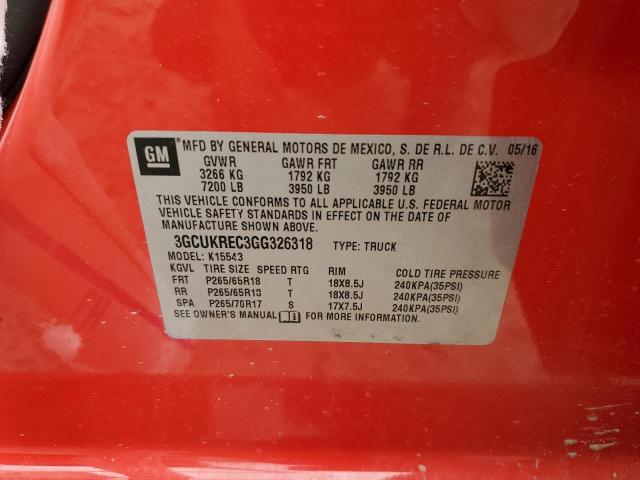 GM
MFD BY GENERAL MOTORS DE MEXICO, S. DE R.L. DE C.V. 05/16
GVWR GAWR FRT GAWR RR
3266 KG 1792 KG 1792 KG
7200 LB 3950 LB 3950 LB
THIS VEHICLE CONFORMS TO ALL APPLICABLE U.S. FEDERAL MOTOR
VEHICLE SAFETY STANDARDS IN EFFECT ON THE DATE OF
MANUFACTURE SHOWN ABOVE.
3GCUKREC3GG326318 TYPE: TRUCK
MODEL: K15543
KGVL TIRE SIZE SPEED RTG RIM COLD TIRE PRESSURE
FRT P265/65R18 T 18X8.5J 240KPA(35PSI)
RR P265/65R13 T 18X8.5J 240KPA(35PSI)
SPA P265/70R17 S 17X7.5J 240KPA(35PSI)
SEE OWNER'S MANUAL FOR MORE INFORMATION.